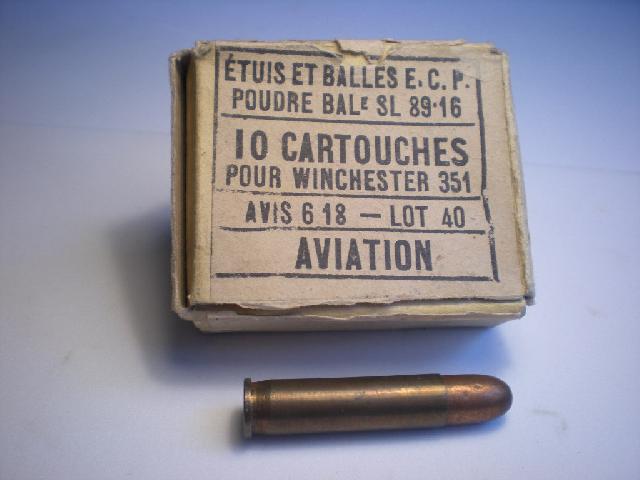 ÉTUIS ET BALLES E.C.P.
POUDRE BALᴱ SL 89·16
10 CARTOUCHES
POUR WINCHESTER 351
AVIS 6 18 — LOT 40
AVIATION